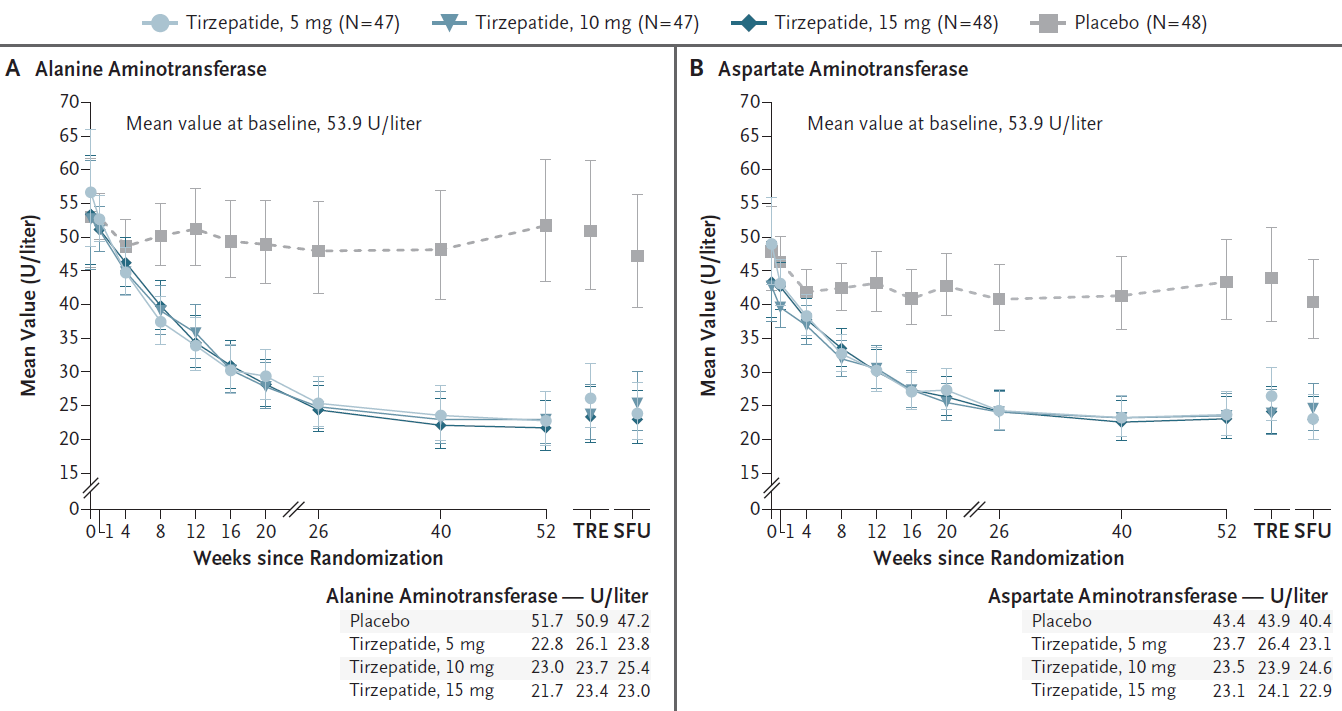 Tirzepatide, 5 mg (N=47) Tirzepatide, 10 mg (N=47) Tirzepatide, 15 mg (N=48) Placebo (N=48)
A Alanine Aminotransferase
Mean value at baseline, 53.9 U/liter
Mean Value (U/liter)
70
65
60
55
50
45
40
35
30
25
20
15
0
0 1 4 8 12 16 20 26 40 52 TRE SFU
Weeks since Randomization
Alanine Aminotransferase — U/liter
Placebo 51.7 50.9 47.2
Tirzepatide, 5 mg 22.8 26.1 23.8
Tirzepatide, 10 mg 23.0 23.7 25.4
Tirzepatide, 15 mg 21.7 23.4 23.0
B Aspartate Aminotransferase
Mean value at baseline, 53.9 U/liter
Mean Value (U/liter)
70
65
60
55
50
45
40
35
30
25
20
15
0
0 1 4 8 12 16 20 26 40 52 TRE SFU
Weeks since Randomization
Aspartate Aminotransferase — U/liter
Placebo 43.4 43.9 40.4
Tirzepatide, 5 mg 23.7 26.4 23.1
Tirzepatide, 10 mg 23.5 23.9 24.6
Tirzepatide, 15 mg 23.1 24.1 22.9